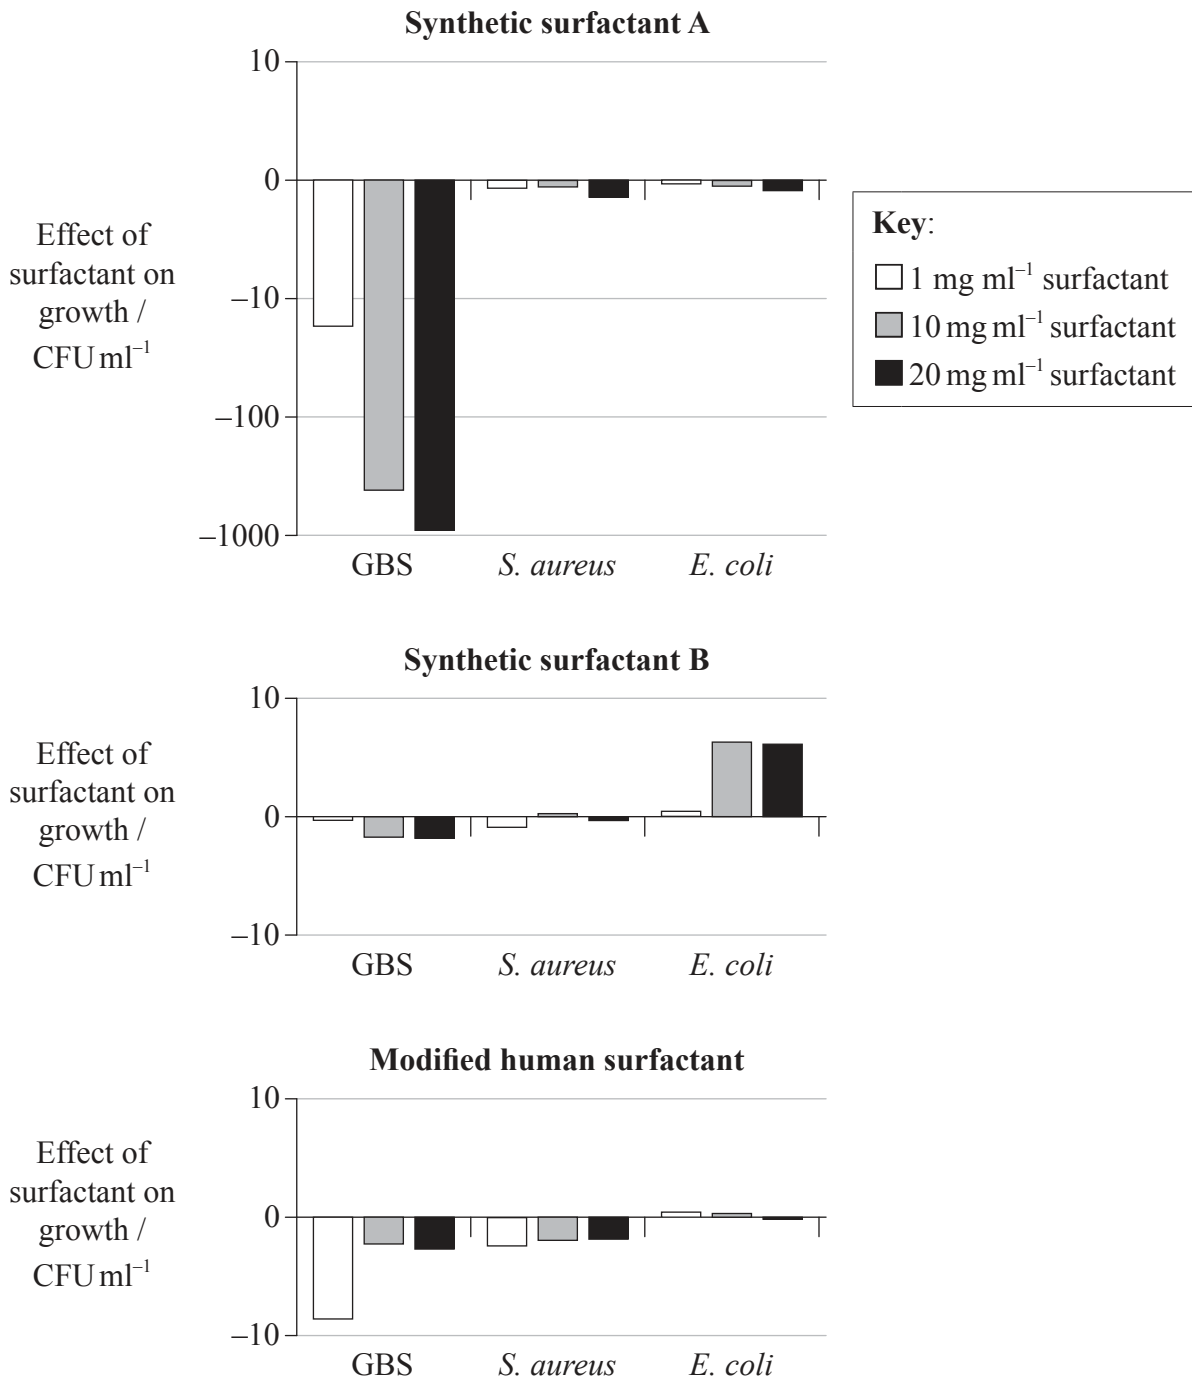 Synthetic surfactant A
10
0
–10
–100
–1000
Effect of
surfactant on
growth /
CFU ml⁻¹
GBS S. aureus E. coli
Key:
1 mg ml⁻¹ surfactant
10 mg ml⁻¹ surfactant
20 mg ml⁻¹ surfactant
Synthetic surfactant B
10
0
–10
Effect of
surfactant on
growth /
CFU ml⁻¹
GBS S. aureus E. coli
Modified human surfactant
10
0
–10
Effect of
surfactant on
growth /
CFU ml⁻¹
GBS S. aureus E. coli